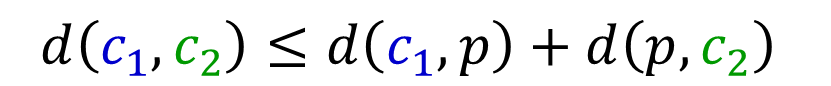 d(c₁, c₂) ≤ d(c₁, p) + d(p, c₂)